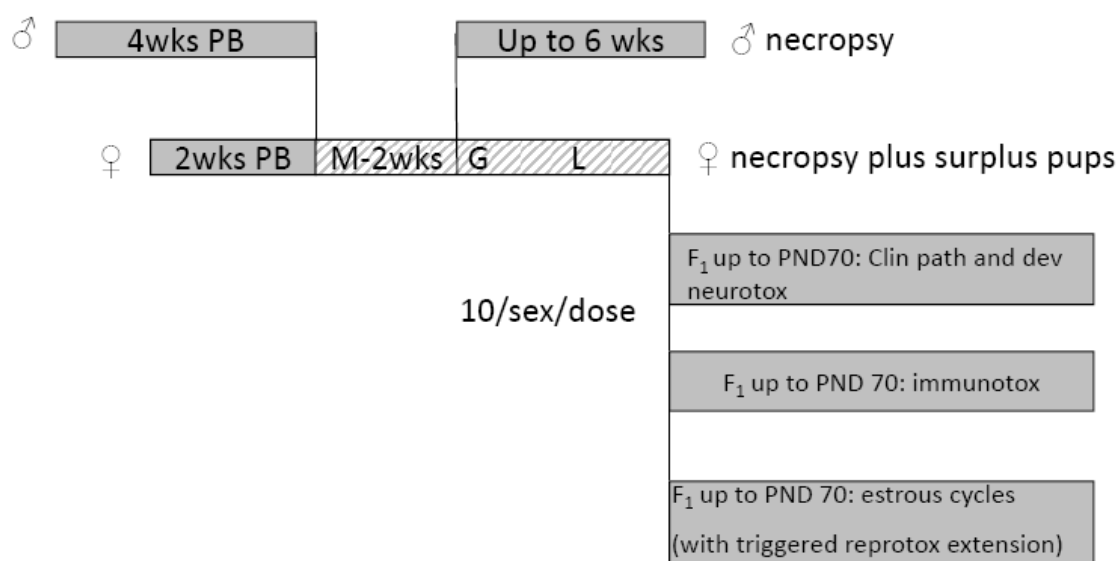 ♂ 4wks PB Up to 6 wks ♂ necropsy
♀ 2wks PB M-2wks G L ♀ necropsy plus surplus pups
F₁ up to PND70: Clin path and dev
neurotox
10/sex/dose
F₁ up to PND 70: immunotox
F₁ up to PND 70: estrous cycles
(with triggered reprotox extension)